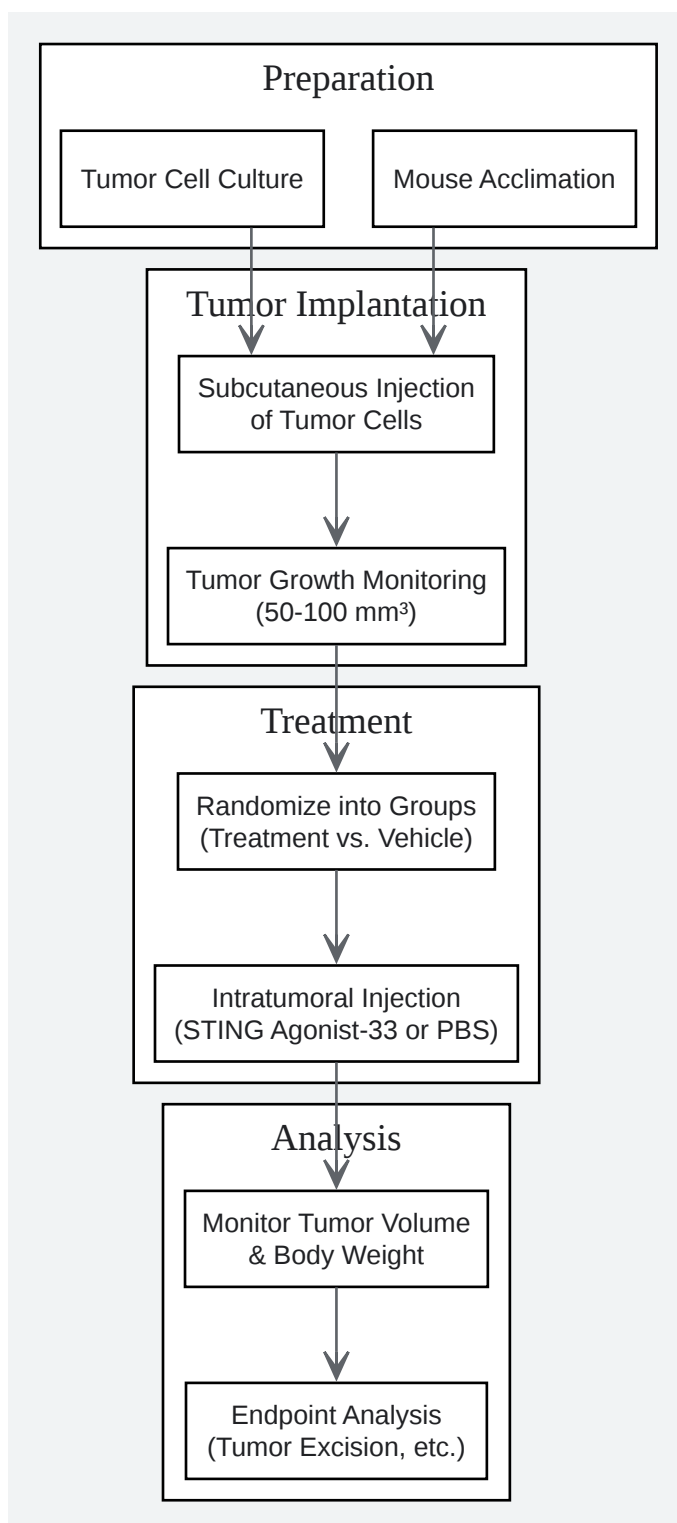 Preparation
Tumor Cell Culture
Mouse Acclimation
Tumor Implantation
Subcutaneous Injection
of Tumor Cells
Tumor Growth Monitoring
(50-100 mm³)
Treatment
Randomize into Groups
(Treatment vs. Vehicle)
Intratumoral Injection
(STING Agonist-33 or PBS)
Analysis
Monitor Tumor Volume
& Body Weight
Endpoint Analysis
(Tumor Excision, etc.)